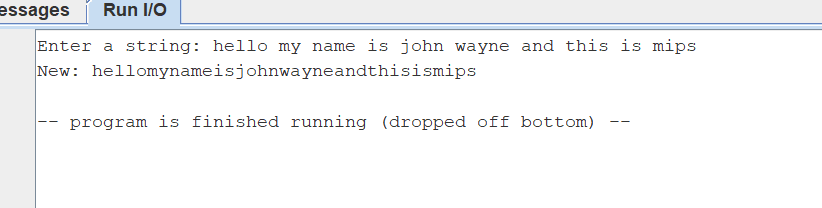 essages Run I/O
Enter a string: hello my name is john wayne and this is mips
New: hellomynameisjohnwayneandthisismips
-- program is finished running (dropped off bottom) --